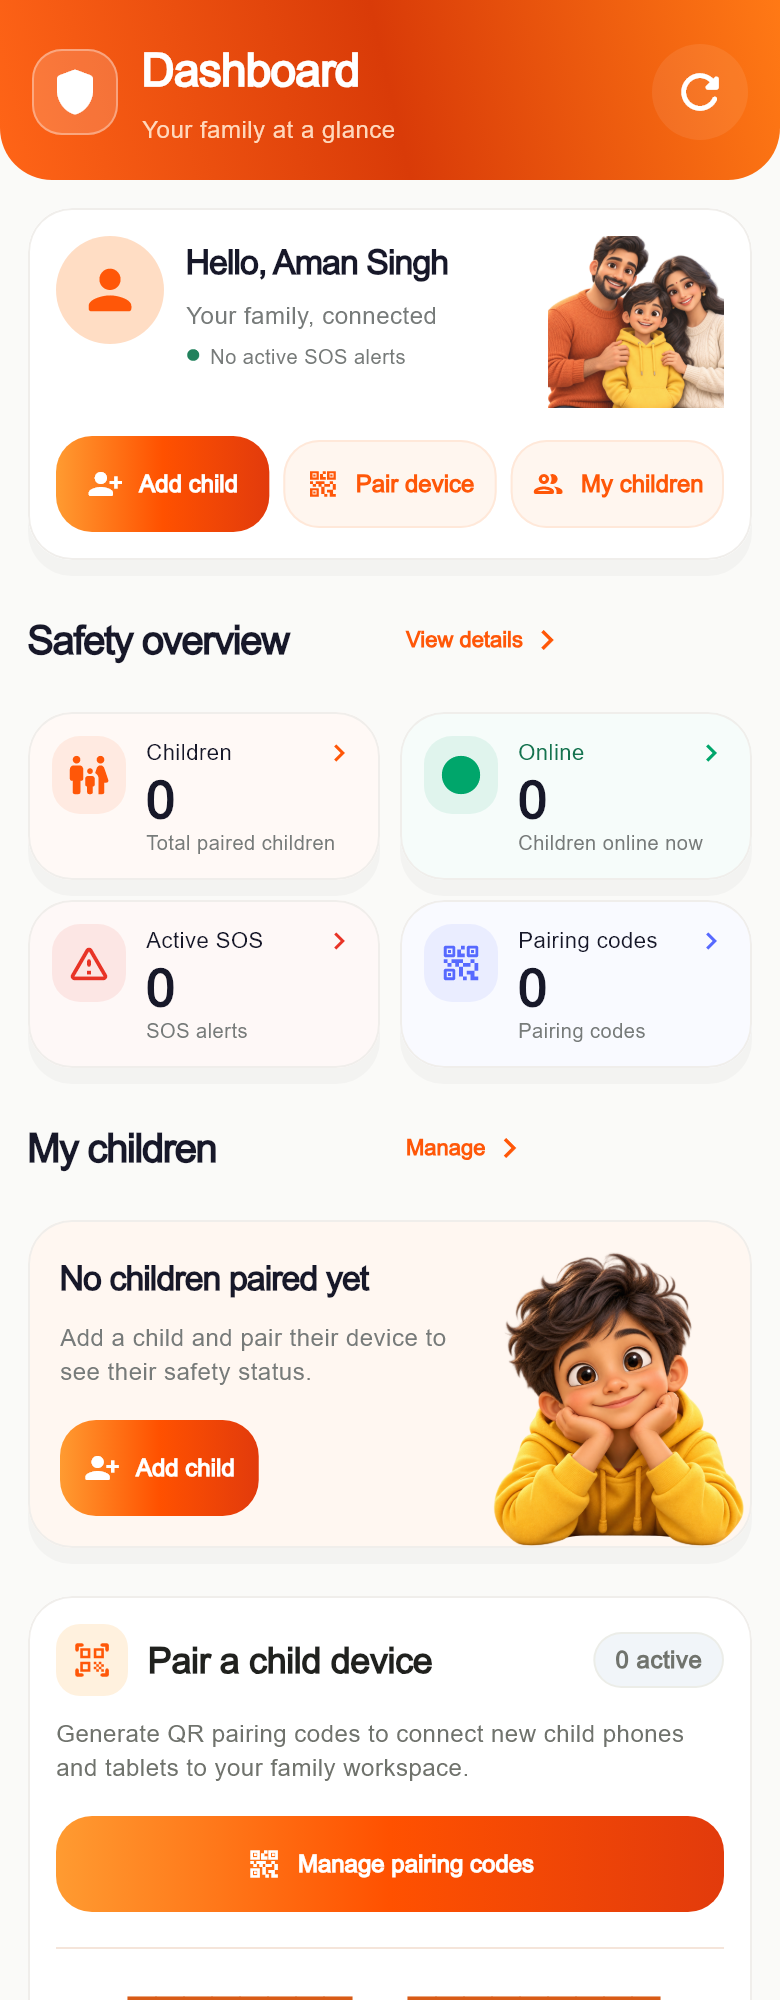 Dashboard
Your family at a glance
Hello, Aman Singh
Your family, connected
No active SOS alerts
Add child
Pair device
My children
Safety overview
View details
Children
0
Total paired children
Online
0
Children online now
Active SOS
0
SOS alerts
Pairing codes
0
Pairing codes
My children
Manage
No children paired yet
Add a child and pair their device to
see their safety status.
Add child
Pair a child device
0 active
Generate QR pairing codes to connect new child phones
and tablets to your family workspace.
Manage pairing codes